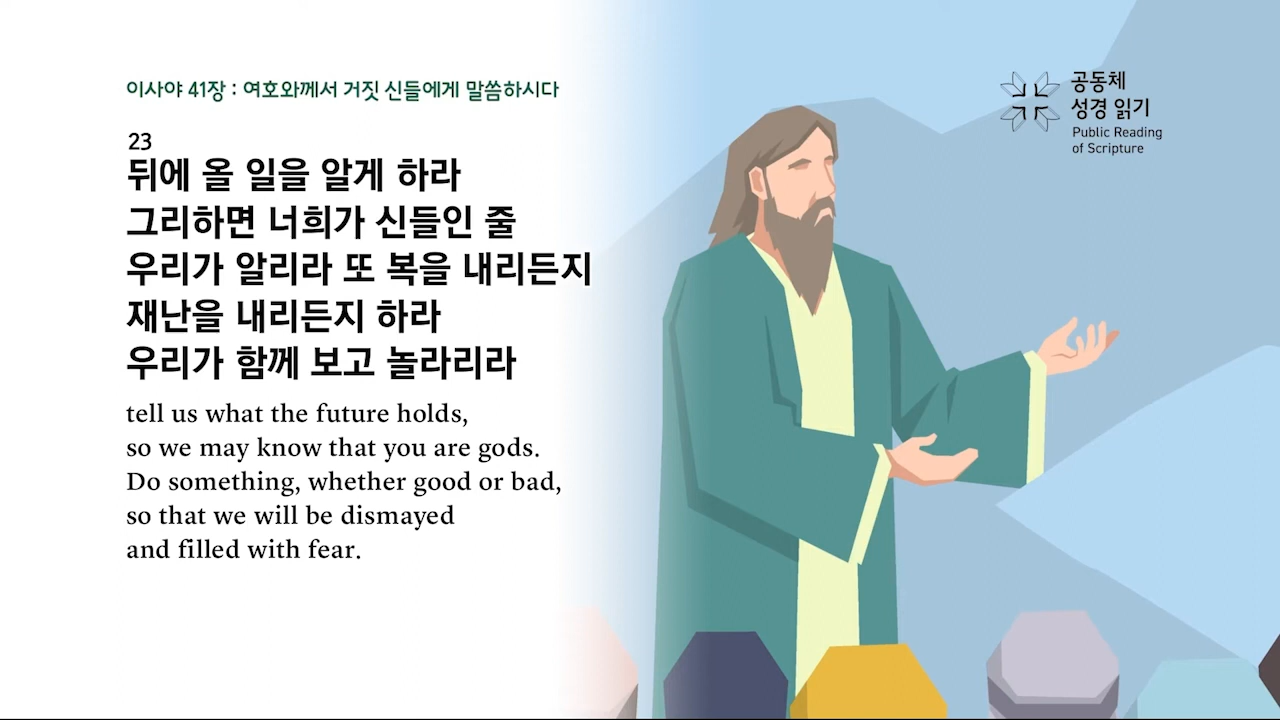 이사야 41장 : 여호와께서 거짓 신들에게 말씀하시다
23
뒤에 올 일을 알게 하라
그리하면 너희가 신들인 줄
우리가 알리라 또 복을 내리든지
재난을 내리든지 하라
우리가 함께 보고 놀라리라
tell us what the future holds,
so we may know that you are gods.
Do something, whether good or bad,
so that we will be dismayed
and filled with fear.
공동체
성경 읽기
Public Reading
of Scripture